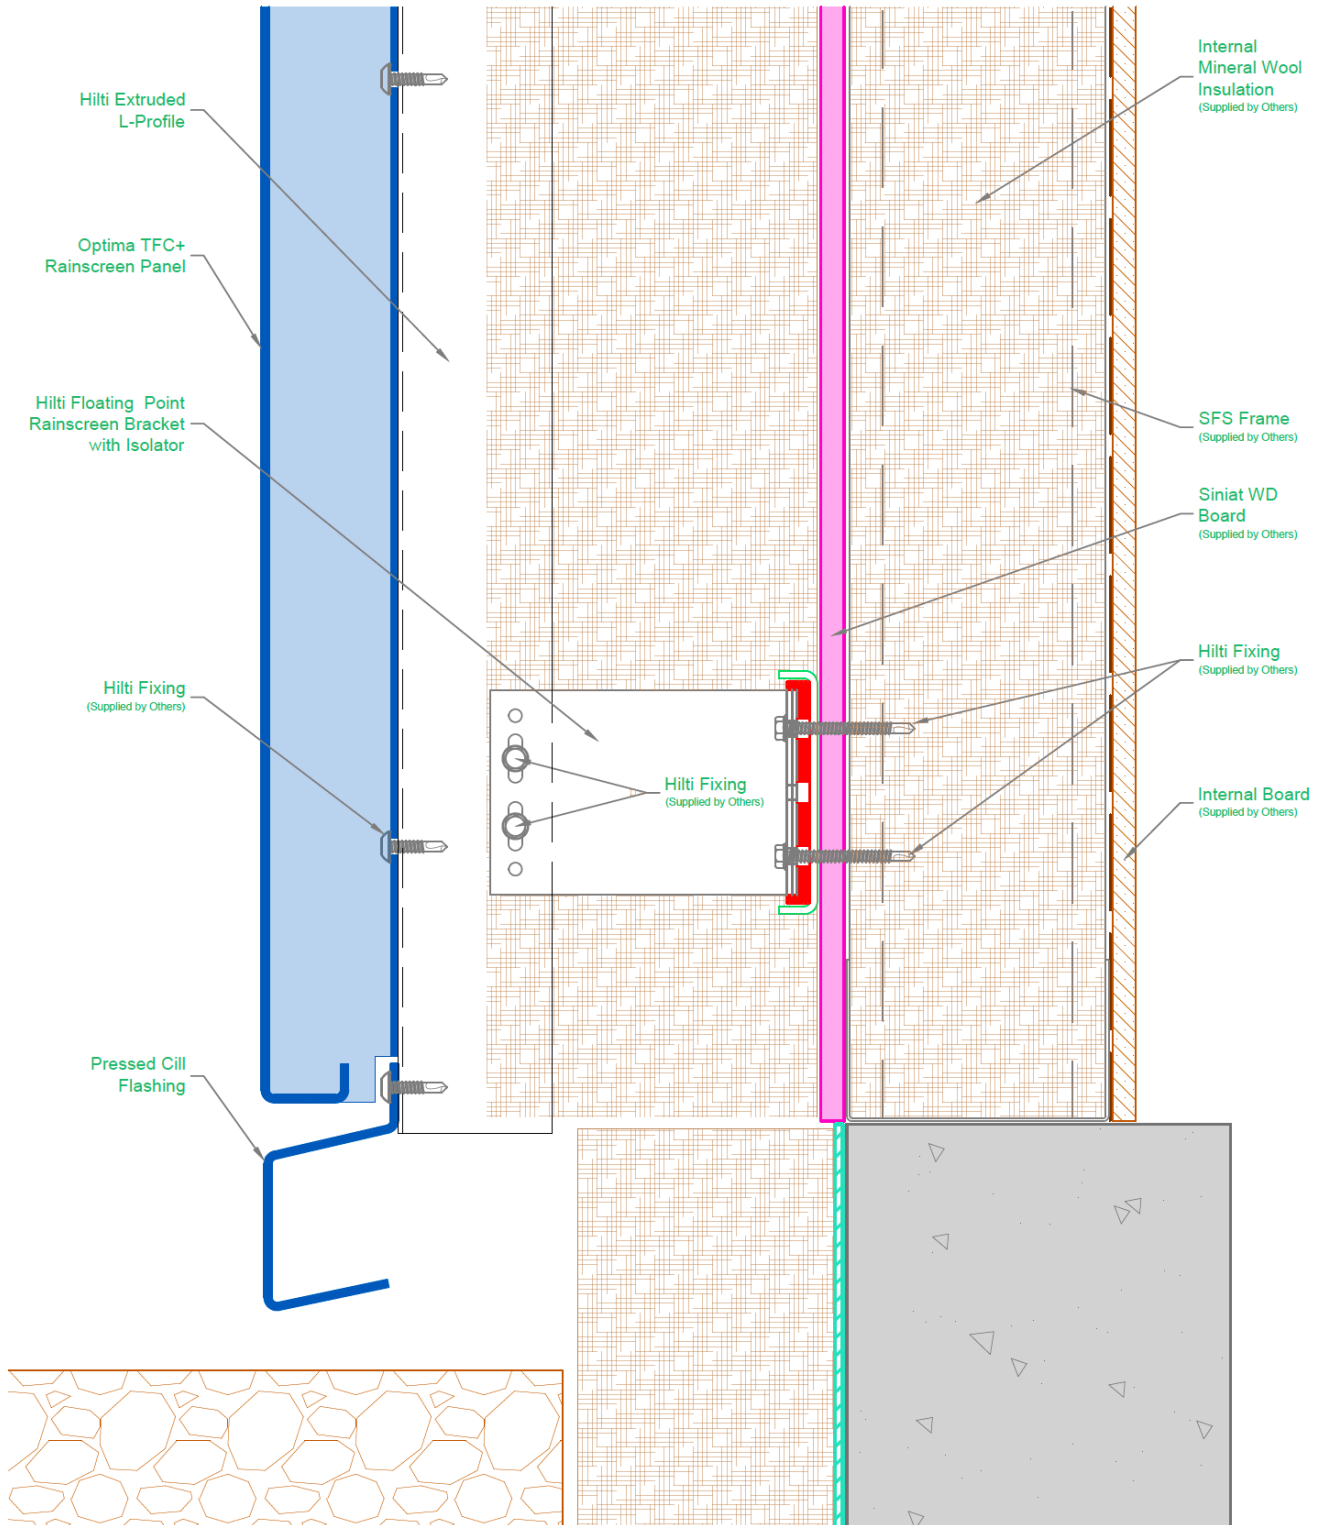 Hilti Extruded
L-Profile
Optima TFC+
Rainscreen Panel
Hilti Floating Point
Rainscreen Bracket
with Isolator
Hilti Fixing
(Supplied by Others)
Pressed Cill
Flashing
Hilti Fixing
(Supplied by Others)
Internal
Mineral Wool
Insulation
(Supplied by Others)
SFS Frame
(Supplied by Others)
Siniat WD
Board
(Supplied by Others)
Hilti Fixing
(Supplied by Others)
Internal Board
(Supplied by Others)